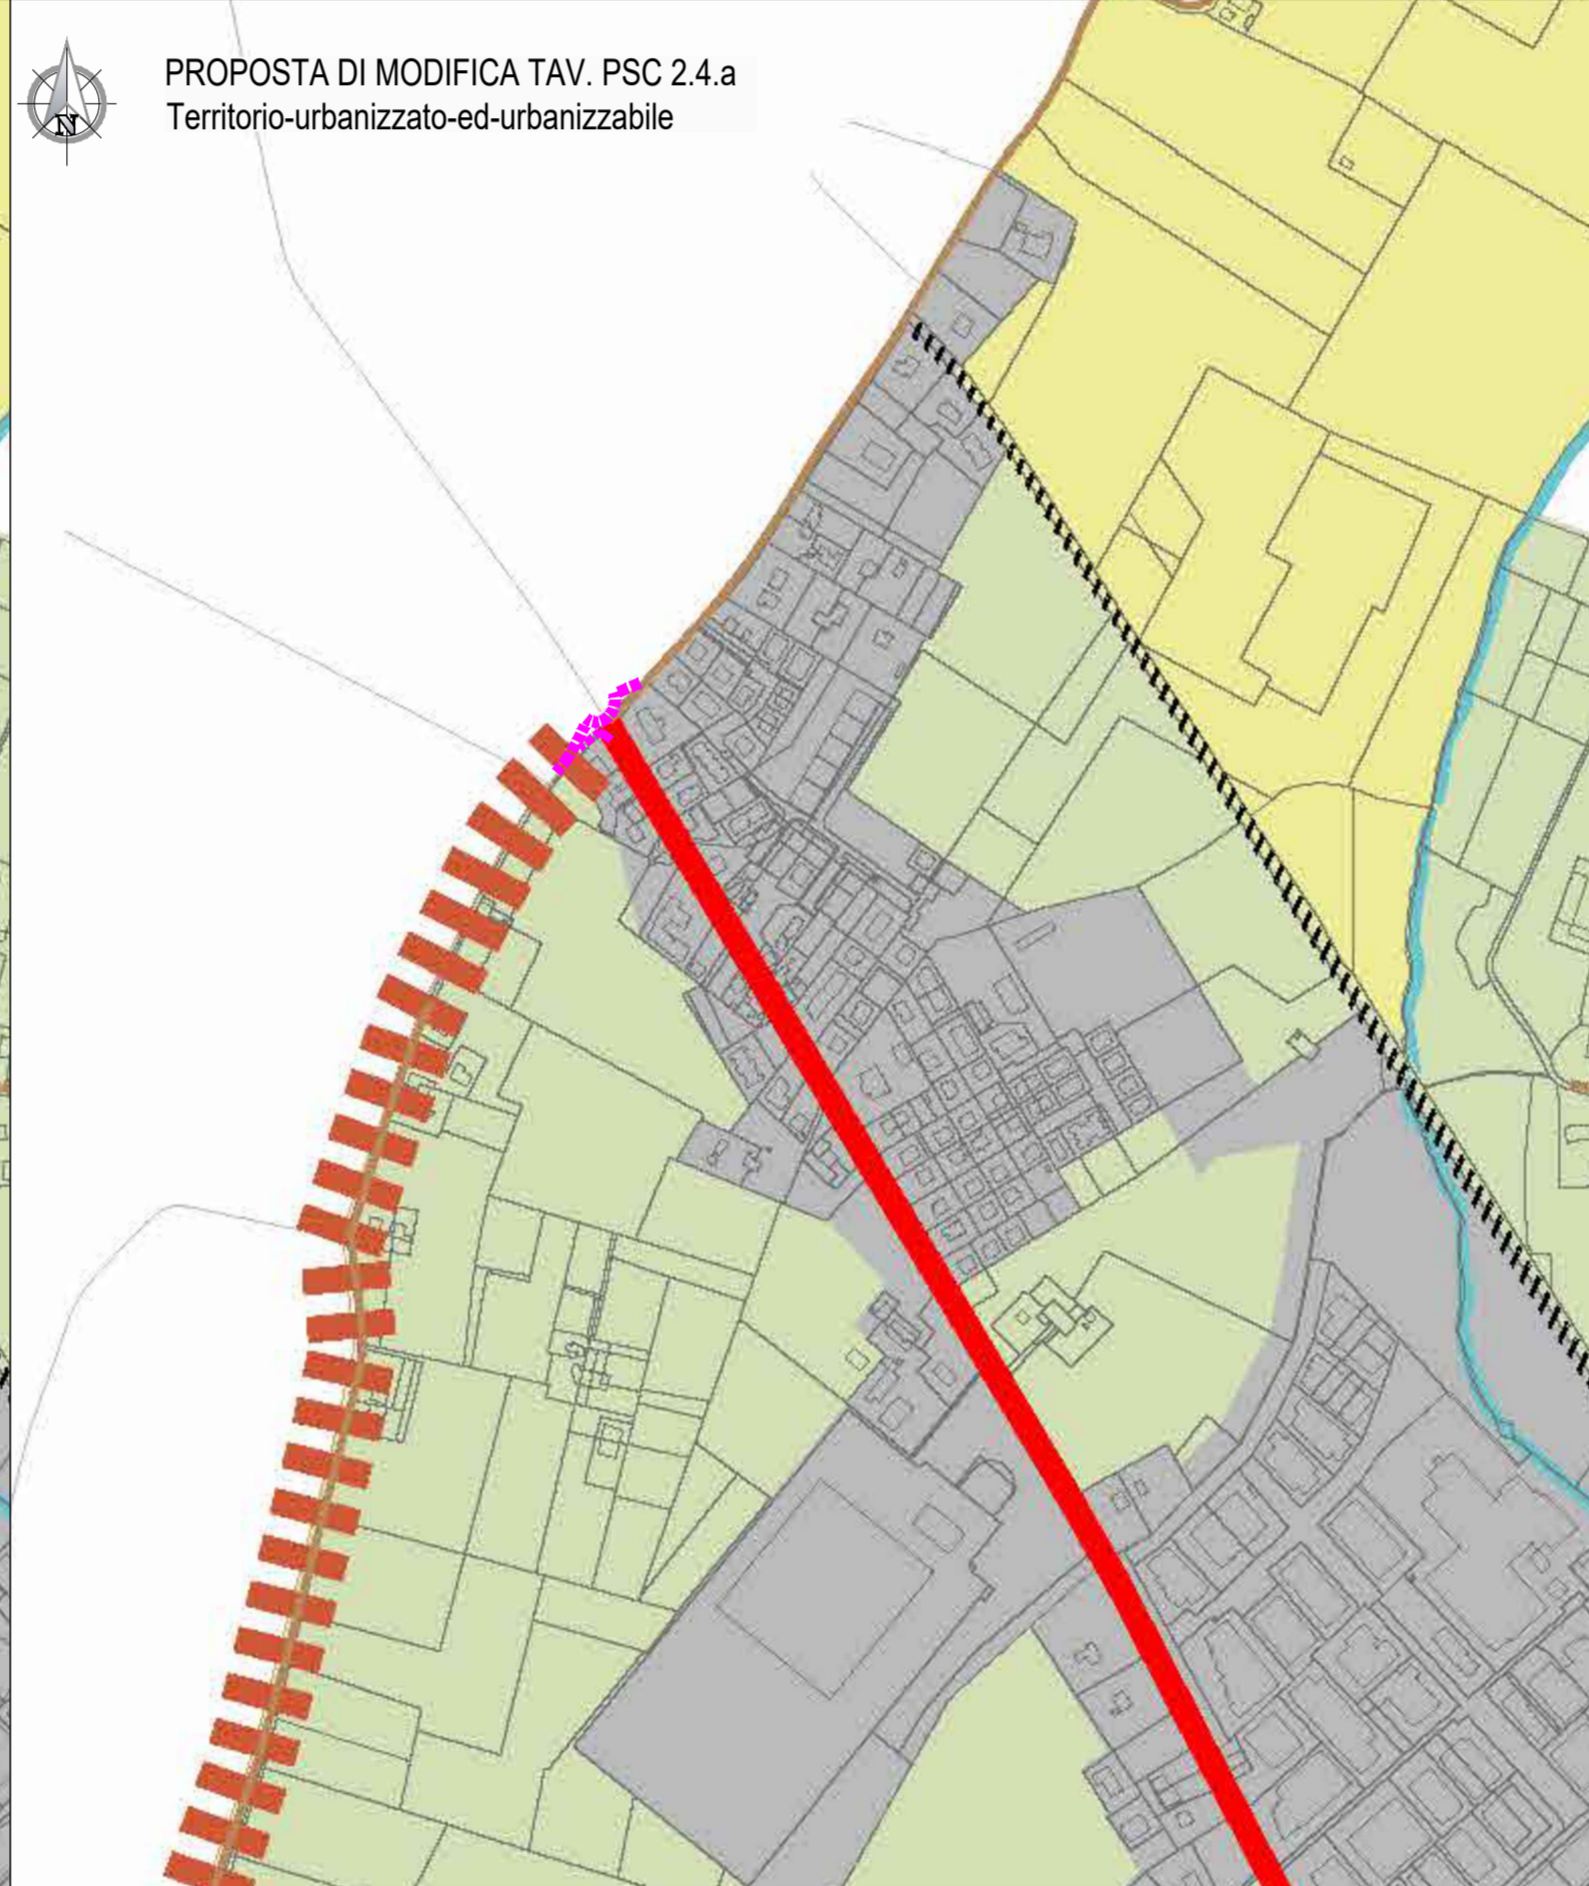 PROPOSTA DI MODIFICA TAV. PSC 2.4.a
Territorio-urbanizzato-ed-urbanizzabile
N